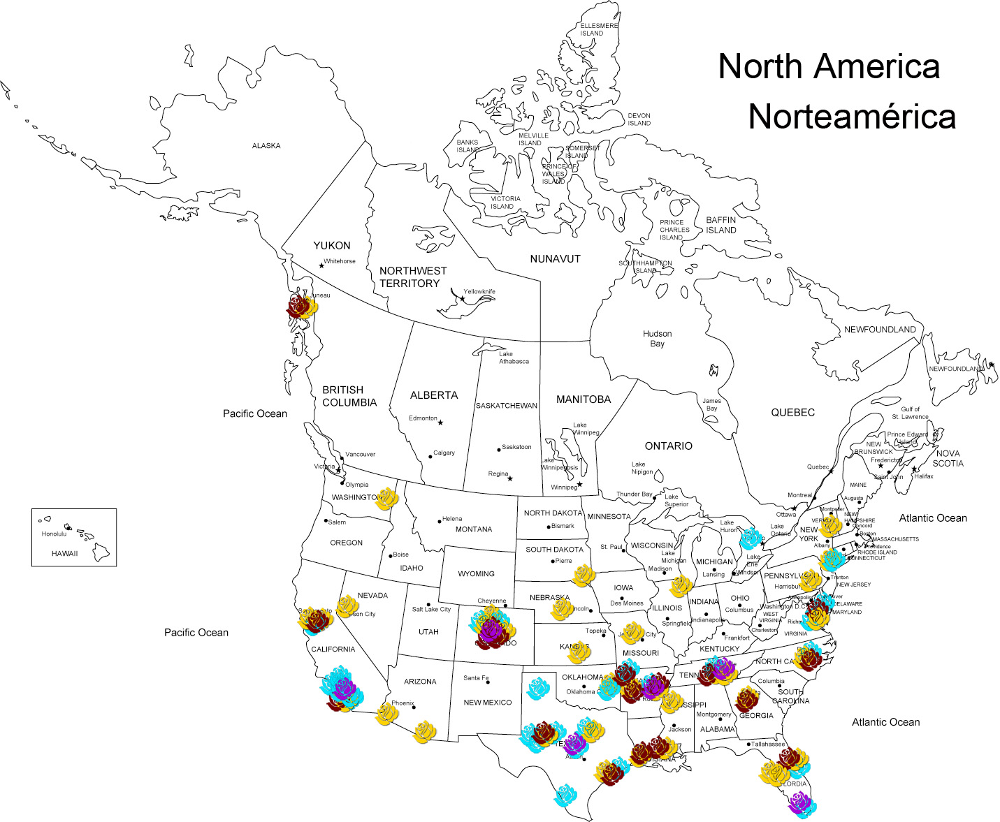 North America
Norteamérica
ELLESMERE
ISLAND
DEVON
ISLAND
MELVILLE
ISLAND
BANKS
ISLAND
SOMERSET
ISLAND
PRINCE OF
WALES
ISLAND
VICTORIA
ISLAND
PRINCE
CHARLES
ISLAND
BAFFIN
ISLAND
ALASKA
YUKON
Whitehorse
NORTHWEST
TERRITORY
Yellowknife
NUNAVUT
SOUTHHAMPTON
ISLAND
Juneau
Hudson
Bay
NEWFOUNDLAND
NEWFOUNDLAND
Lake
Athabasca
BRITISH
COLUMBIA
ALBERTA
Edmonton
SASKATCHEWAN
MANITOBA
James
Bay
QUEBEC
Gulf of
St. Lawrence
Pacific Ocean
Lake
Winnipeg
Prince Edward
Island
NEW
BRUNSWICK
Fredericton
NOVA
SCOTIA
ONTARIO
Saskatoon
Calgary
Vancouver
Victoria
Lake
Winnipegosis
Regina
Winnipeg
Lake
Nipigon
Quebec
Saint John
Halifax
MAINE
Olympia
WASHINGTON
Thunder Bay
Lake
Superior
Montreal
Augusta
Ottawa
Montpelier
NEW
HAMPSHIRE
Concord
Atlantic Ocean
Salem
Helena
MONTANA
NORTH DAKOTA
Bismark
MINNESOTA
Lake
Huron
Lake
Ontario
NEW
YORK
Boston
MASSACHUSETTS
Albany
Providence
RHODE ISLAND
CONNECTICUT
Honolulu
HAWAII
OREGON
Boise
IDAHO
WYOMING
SOUTH DAKOTA
Pierre
St. Paul
WISCONSIN
Lake
Michigan
Madison
MICHIGAN
Lansing
Lake
Erie
Windsor
Trenton
NEW JERSEY
NEVADA
Cheyenne
NEBRASKA
IOWA
Des Moines
ILLINOIS
Springfield
INDIANA
Indianapolis
OHIO
Columbus
Annapolis
DELAWARE
MARYLAND
Washington D.C.
WEST
VIRGINIA
Charleston
VIRGINIA
Salt Lake City
UTAH
Topeka
MISSOURI
Frankfort
KENTUCKY
Pacific Ocean
CALIFORNIA
ARIZONA
Phoenix
Santa Fe
NEW MEXICO
OKLAHOMA
Columbia
SOUTH
CAROLINA
GEORGIA
Montgomery
ALABAMA
Jackson
Tallahassee
Atlantic Ocean